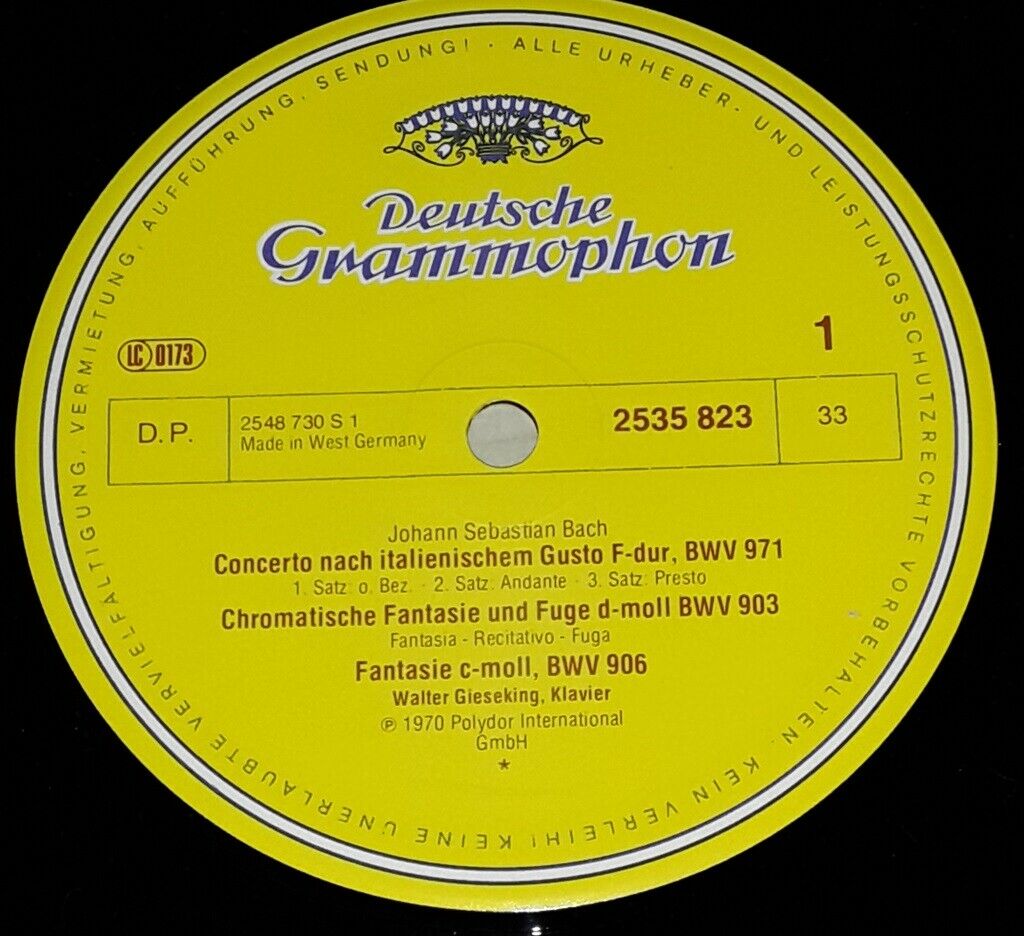 ALLE URHEBER- UND LEISTUNGSSCHUTZRECHTE VORBEHALTEN. KEIN VERLEIH! KEINE UNERLAUBTE VERVIELFÄLTIGUNG, VERMIETUNG, AUFFÜHRUNG, SENDUNG! ·
Deutsche
Grammophon
LC 0173
1
D.P.
2548 730 S 1
Made in West Germany
2535 823
33
Johann Sebastian Bach
Concerto nach italienischem Gusto F-dur, BWV 971
1. Satz: o. Bez. · 2. Satz: Andante · 3. Satz: Presto
Chromatische Fantasie und Fuge d-moll BWV 903
Fantasia - Recitativo - Fuga
Fantasie c-moll, BWV 906
Walter Gieseking, Klavier
℗ 1970 Polydor International
GmbH
*